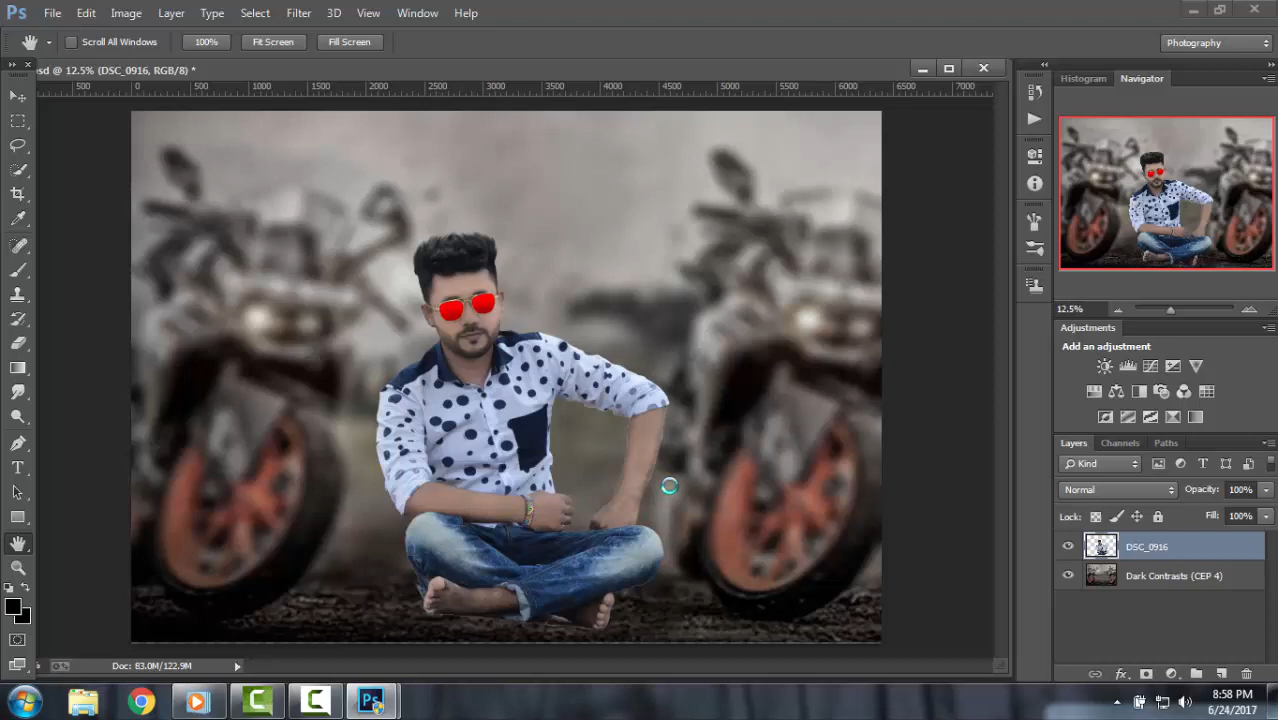 Ps File Edit Image Layer Type Select Filter 3D View Window Help
Scroll All Windows 100% Fit Screen Fill Screen Photography
sd @ 12.5% (DSC_0916, RGB/8) *
500 0 500 1000 1500 2000 2500 3000 3500 4000 4500 5000 5500 6000 6500 7000
Histogram Navigator
12.5%
Adjustments
Add an adjustment
Layers Channels Paths
Kind
Normal Opacity: 100%
Lock: Fill: 100%
DSC_0916
Dark Contrasts (CEP 4)
Doc: 83.0M/122.9M
Ps
8:58 PM
6/24/2017